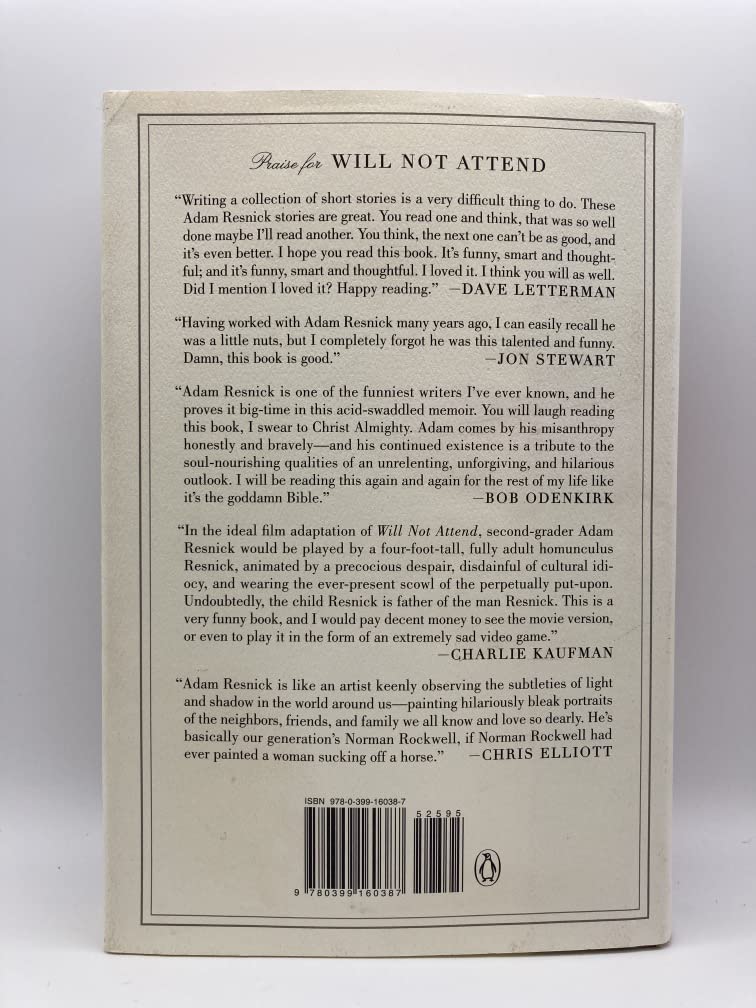 Praise for WILL NOT ATTEND
“Writing a collection of short stories is a very difficult thing to do. These
Adam Resnick stories are great. You read one and think, that was so well
done maybe I’ll read another. You think, the next one can’t be as good, and
it’s even better. I hope you read this book. It’s funny, smart and thought-
ful; and it’s funny, smart and thoughtful. I loved it. I think you will as well.
Did I mention I loved it? Happy reading.” —DAVE LETTERMAN
“Having worked with Adam Resnick many years ago, I can easily recall he
was a little nuts, but I completely forgot he was this talented and funny.
Damn, this book is good.” —JON STEWART
“Adam Resnick is one of the funniest writers I’ve ever known, and he
proves it big-time in this acid-swaddled memoir. You will laugh reading
this book, I swear to Christ Almighty. Adam comes by his misanthropy
honestly and bravely—and his continued existence is a tribute to the
soul-nourishing qualities of an unrelenting, unforgiving, and hilarious
outlook. I will be reading this again and again for the rest of my life like
it’s the goddamn Bible.” —BOB ODENKIRK
“In the ideal film adaptation of Will Not Attend, second-grader Adam
Resnick would be played by a four-foot-tall, fully adult homunculus
Resnick, animated by a precocious despair, disdainful of cultural idi-
ocy, and wearing the ever-present scowl of the perpetually put-upon.
Undoubtedly, the child Resnick is father of the man Resnick. This is a
very funny book, and I would pay decent money to see the movie version,
or even to play it in the form of an extremely sad video game.”
—CHARLIE KAUFMAN
“Adam Resnick is like an artist keenly observing the subtleties of light
and shadow in the world around us—painting hilariously bleak portraits
of the neighbors, friends, and family we all know and love so dearly. He’s
basically our generation’s Norman Rockwell, if Norman Rockwell had
ever painted a woman sucking off a horse.” —CHRIS ELLIOTT
ISBN 978-0-399-16038-7
52595
9 780399 160387